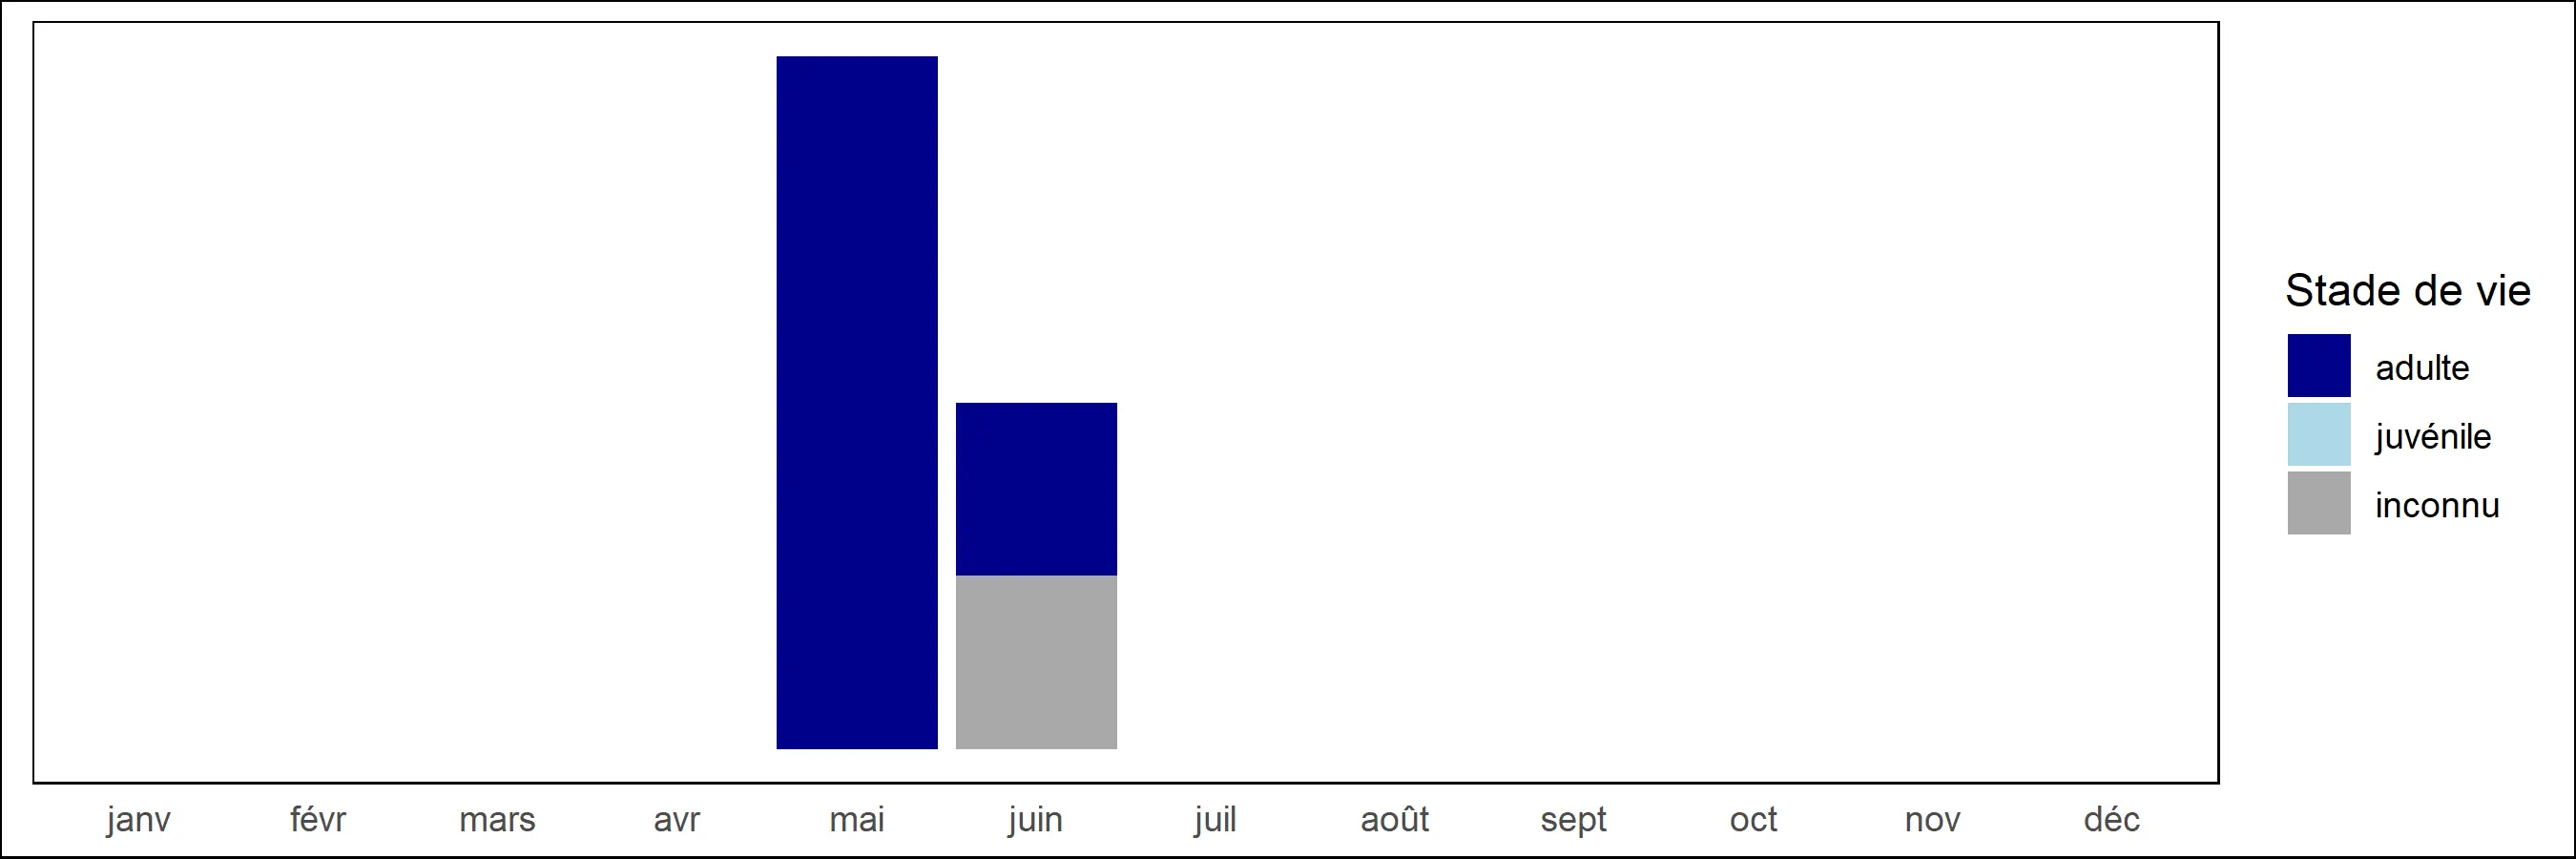 Stade de vie
adulte
juvénile
inconnu
janv févr mars avr mai juin juil août sept oct nov déc